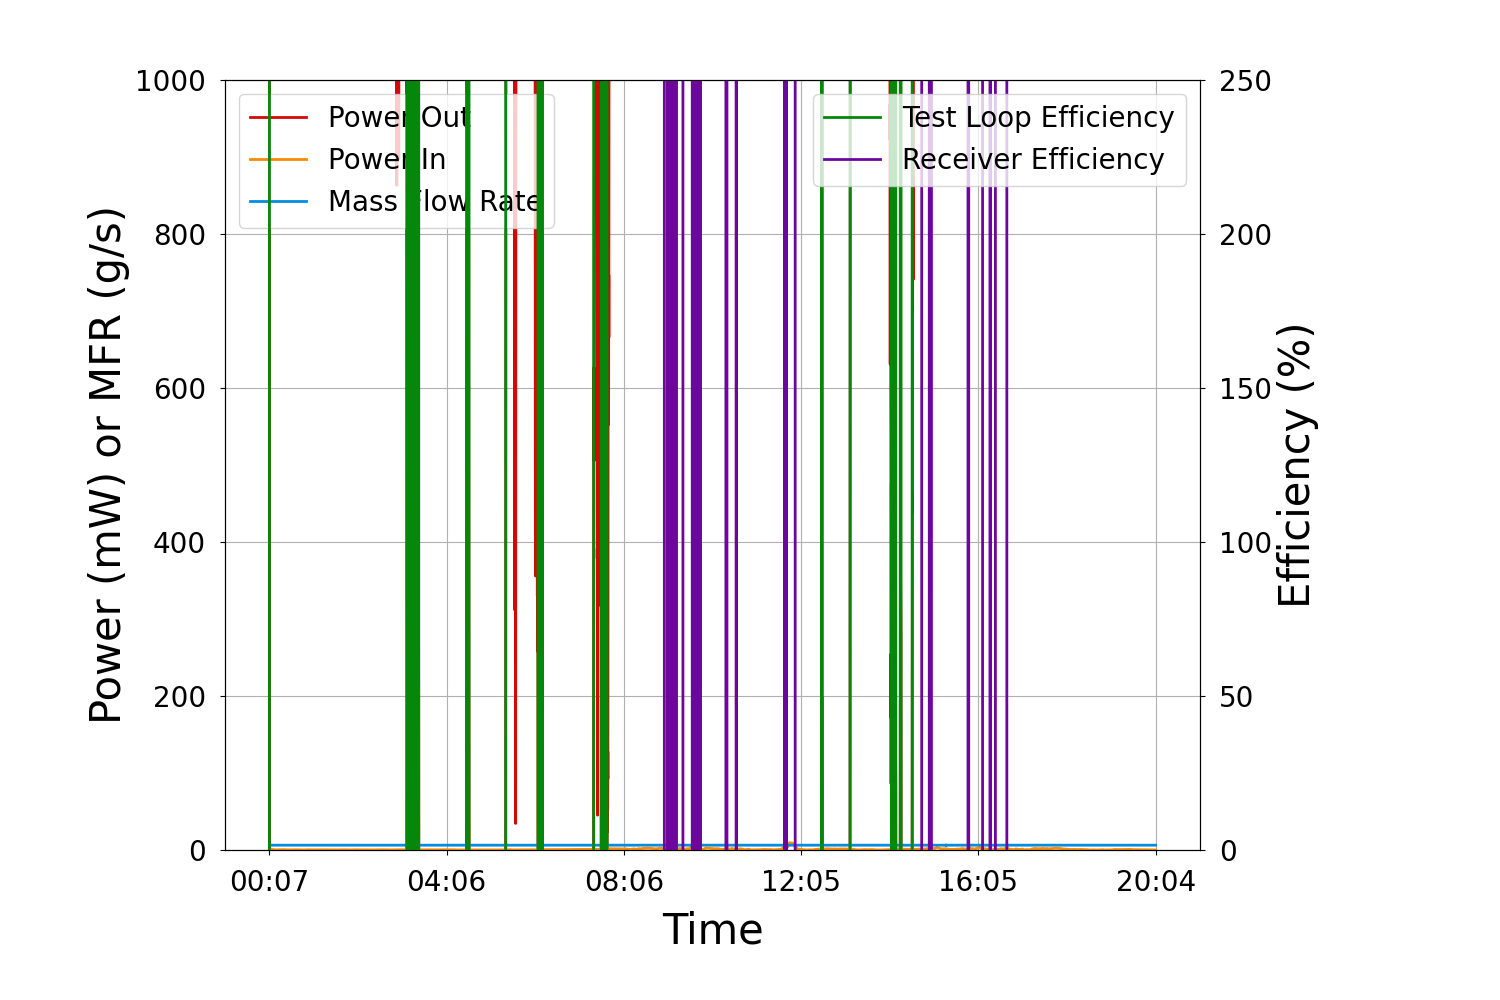 1000
800
600
400
200
0
Power (mW) or MFR (g/s)
Power Out
Power In
Mass Flow Rate
Test Loop Efficiency
Receiver Efficiency
250
200
150
100
50
0
Efficiency (%)
00:07 04:06 08:06 12:05 16:05 20:04
Time